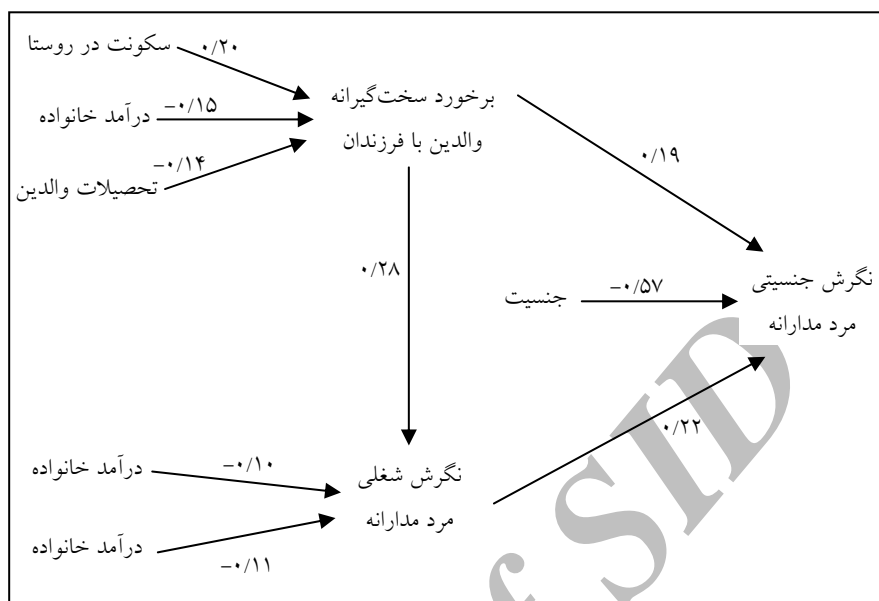 سکونت در روستا
۰/۲۰
برخورد سخت‌گیرانه
والدین با فرزندان
درآمد خانواده
-۰/۱۵
تحصیلات والدین
-۰/۱۴
۰/۱۹
۰/۲۸
نگرش جنسیتی
مرد مدارانه
جنسیت
-۰/۵۷
۰/۲۲
درآمد خانواده
-۰/۱۰
نگرش شغلی
مرد مدارانه
درآمد خانواده
-۰/۱۱
f SID